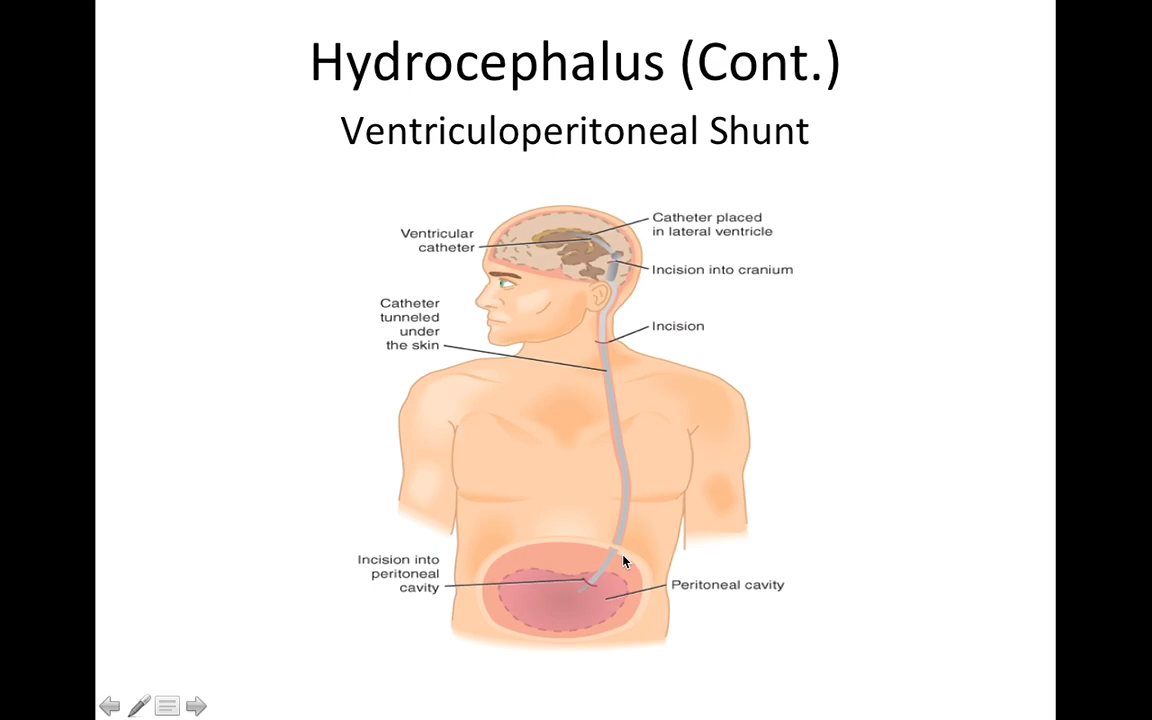 Hydrocephalus (Cont.)
Ventriculoperitoneal Shunt
Catheter placed
in lateral ventricle
Ventricular
catheter
Incision into cranium
Catheter
tunneled
under
the skin
Incision
Incision into
peritoneal
cavity
Peritoneal cavity